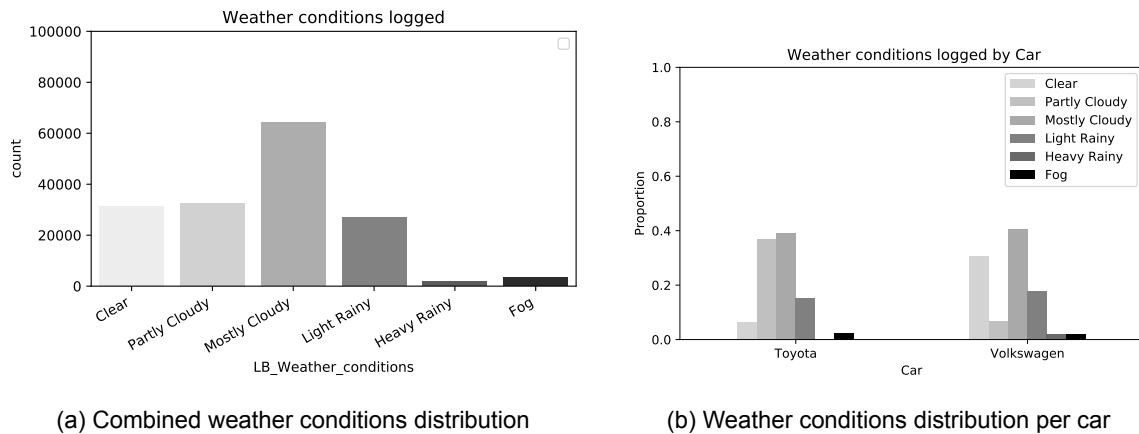 Weather conditions logged
100000
80000
60000
40000
20000
0
count
Clear
Partly Cloudy
Mostly Cloudy
Light Rainy
Heavy Rainy
Fog
LB_Weather_conditions
(a) Combined weather conditions distribution
Weather conditions logged by Car
1.0
0.8
0.6
0.4
0.2
0.0
Proportion
Clear
Partly Cloudy
Mostly Cloudy
Light Rainy
Heavy Rainy
Fog
Toyota
Volkswagen
Car
(b) Weather conditions distribution per car